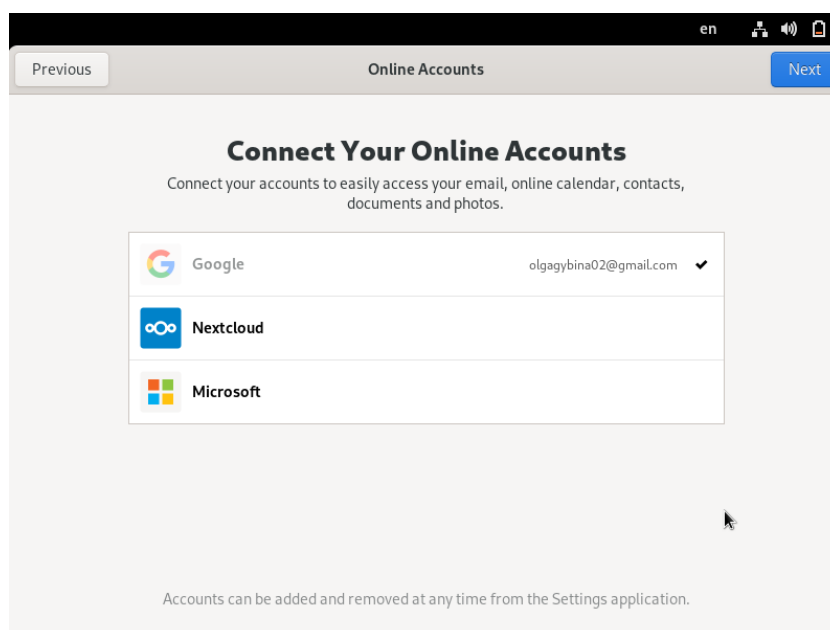 en
Previous
Online Accounts
Next
Connect Your Online Accounts
Connect your accounts to easily access your email, online calendar, contacts,
documents and photos.
Google olgagybina02@gmail.com
Nextcloud
Microsoft
Accounts can be added and removed at any time from the Settings application.